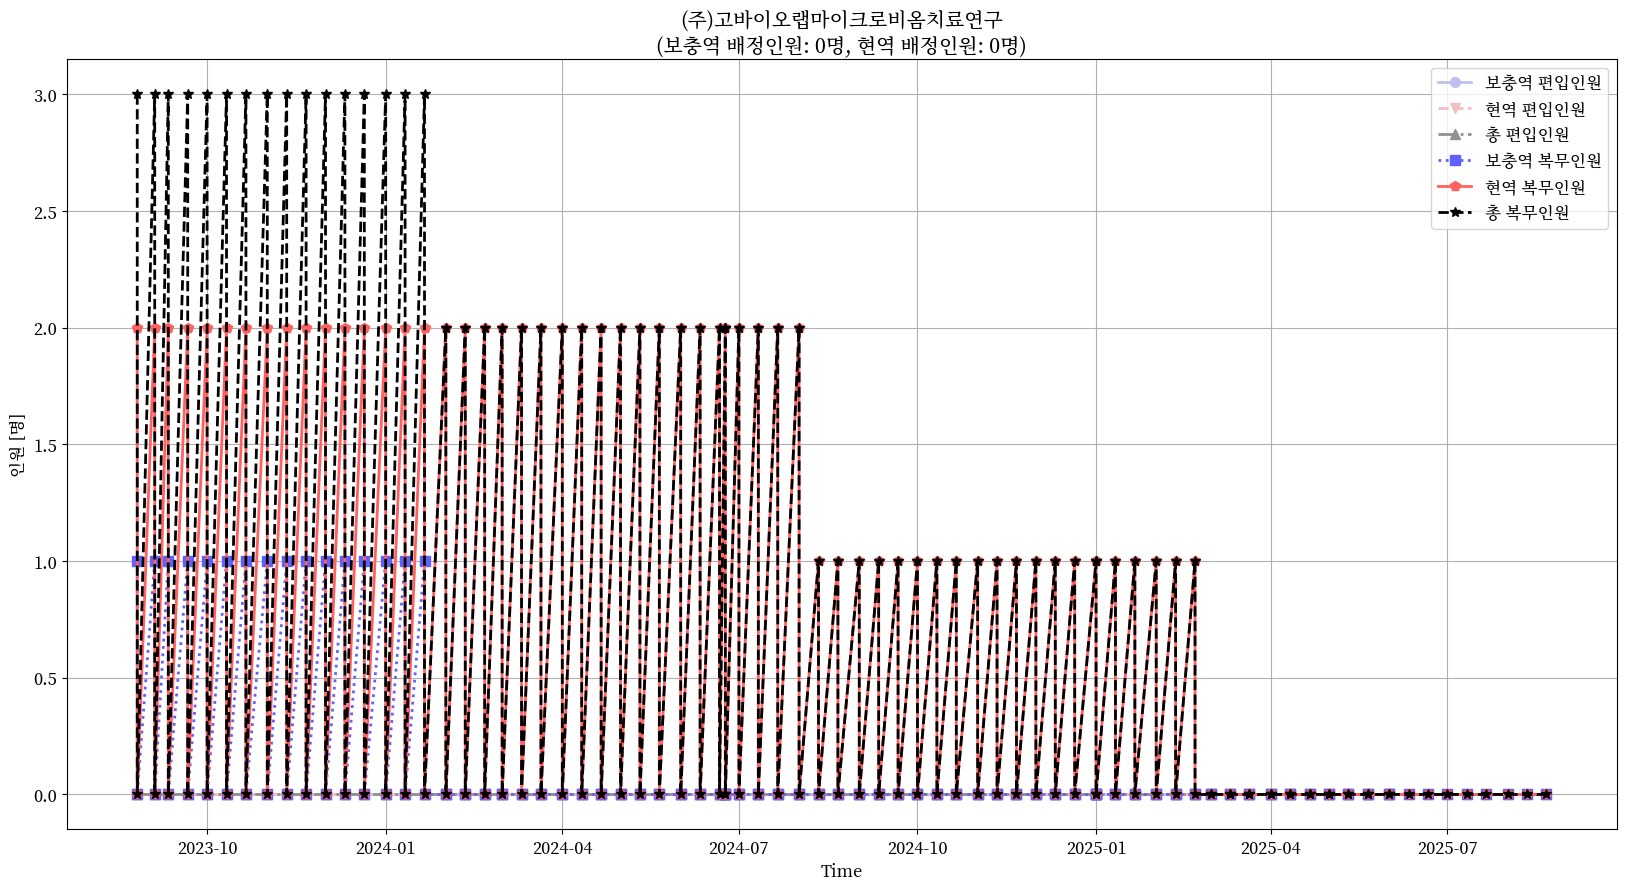 (주)고바이오랩마이크로비옴치료연구
(보충역 배정인원: 0명, 현역 배정인원: 0명)
보충역 편입인원
현역 편입인원
총 편입인원
보충역 복무인원
현역 복무인원
총 복무인원
3.0
2.5
2.0
1.5
1.0
0.5
0.0
인원 [명]
2023-10
2024-01
2024-04
2024-07
2024-10
2025-01
2025-04
2025-07
Time